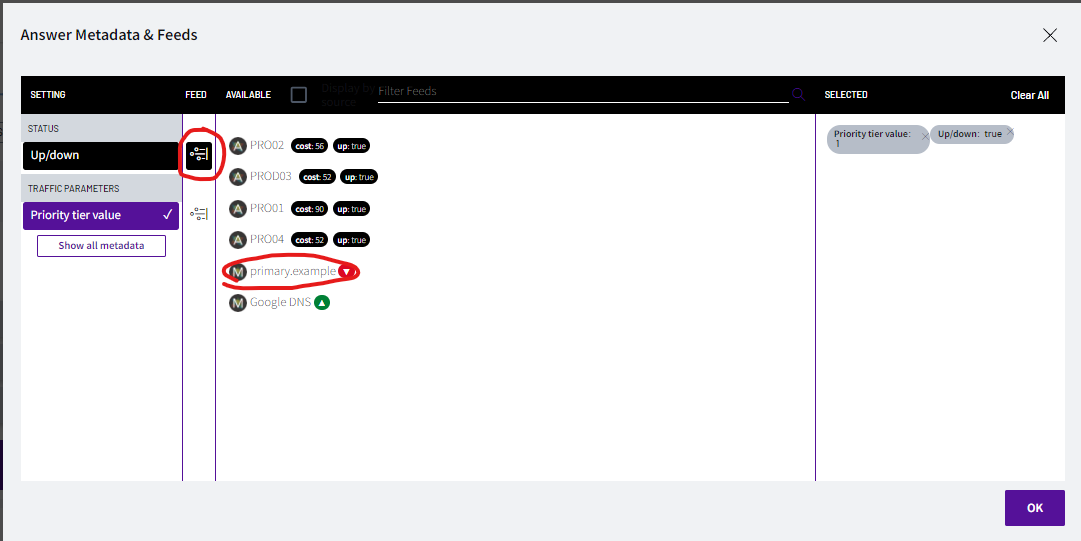 Answer Metadata & Feeds
SETTING FEED AVAILABLE Display by source Filter Feeds SELECTED Clear All
STATUS
Up/down
TRAFFIC PARAMETERS
Priority tier value
Show all metadata
A PRO02 cost: 56 up: true
A PROD03 cost: 52 up: true
A PRO01 cost: 90 up: true
A PRO04 cost: 52 up: true
M primary.example
M Google DNS
Priority tier value: 1
Up/down: true
OK